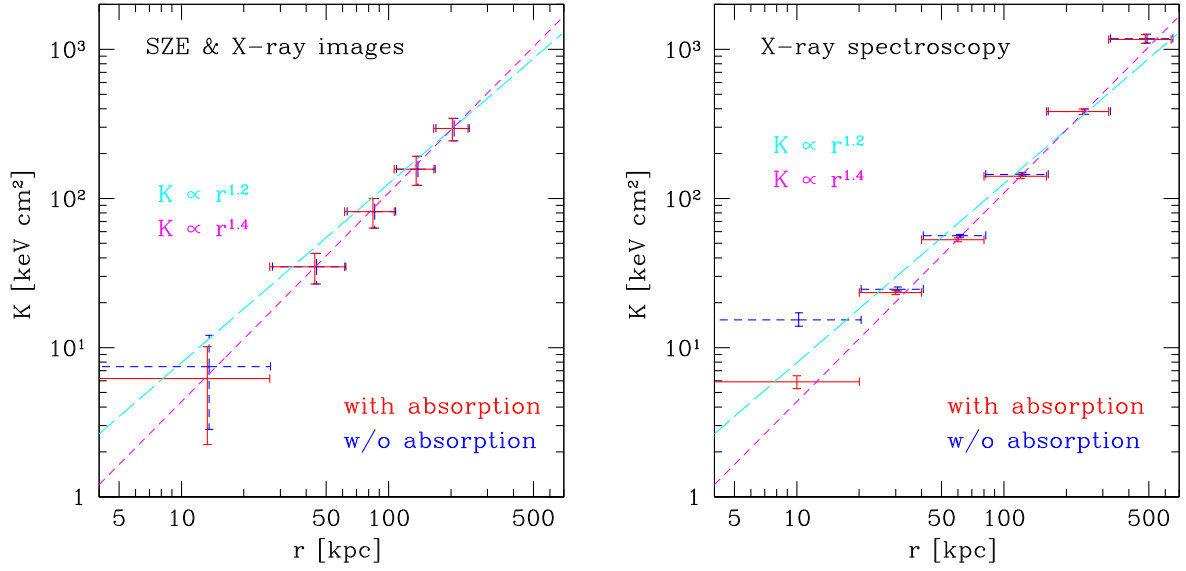 SZE & X-ray images
K ∝ r^1.2
K ∝ r^1.4
with absorption
w/o absorption
K [keV cm²]
10³
10²
10¹
1
5 10 50 100 500
r [kpc]
X-ray spectroscopy
K ∝ r^1.2
K ∝ r^1.4
with absorption
w/o absorption
K [keV cm²]
10³
10²
10¹
1
5 10 50 100 500
r [kpc]